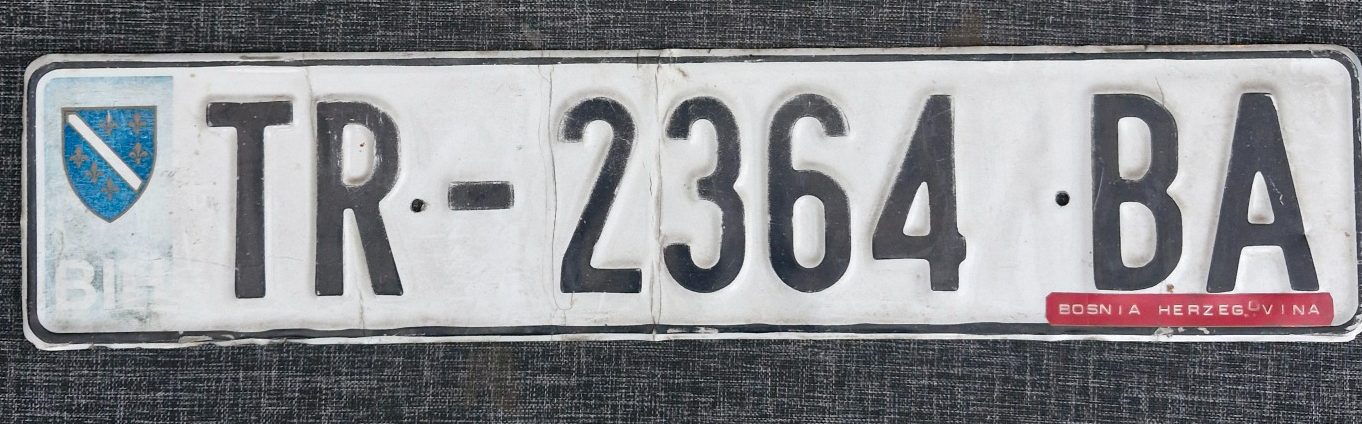 TR-2364 BA
BIH
BOSNIA HERZEGOVINA